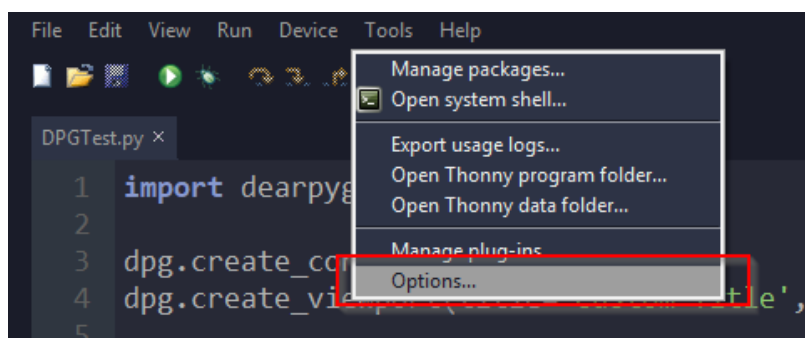 File Edit View Run Device Tools Help
Manage packages...
Open system shell...
DPGTest.py ×
Export usage logs...
Open Thonny program folder...
Open Thonny data folder...
Manage plug-ins
Options...
1 import dearpyg
2
3 dpg.create_con
4 dpg.create_vi tle',
5